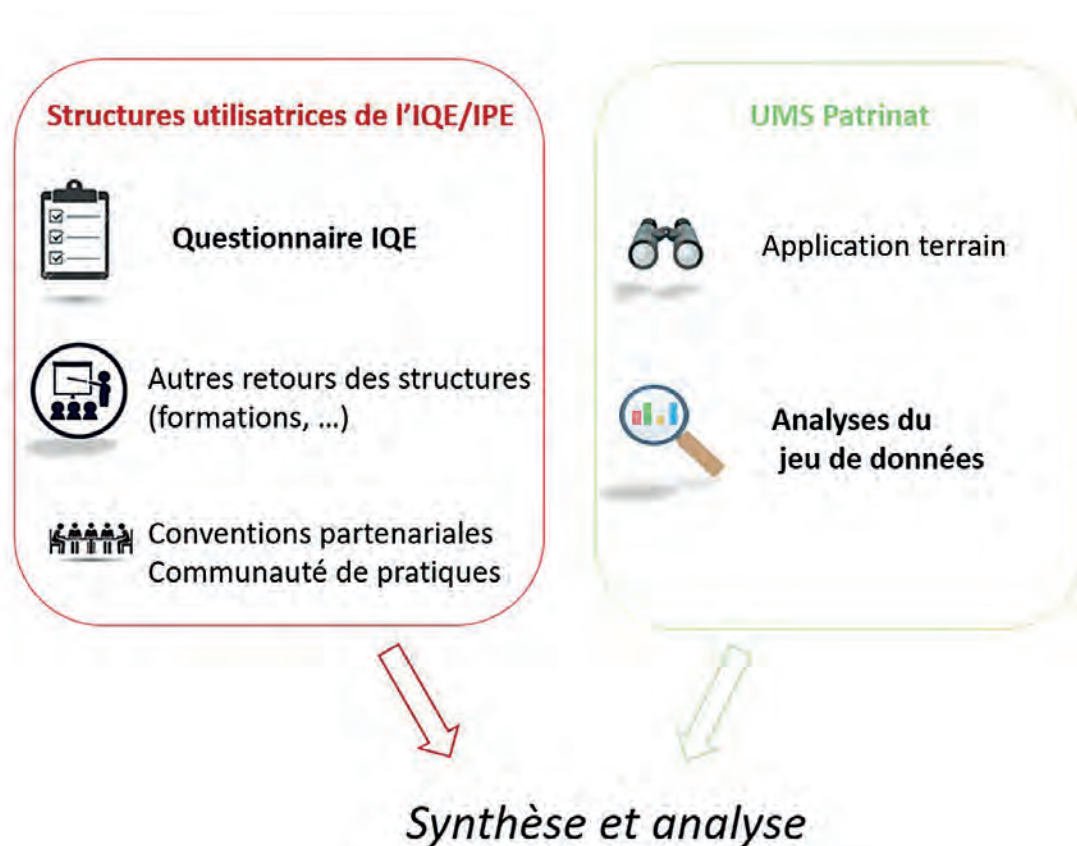 Structures utilisatrices de l'IQE/IPE
Questionnaire IQE
Autres retours des structures
(formations, ...)
Conventions partenariales
Communauté de pratiques
UMS Patrinat
Application terrain
Analyses du
jeu de données
Synthèse et analyse